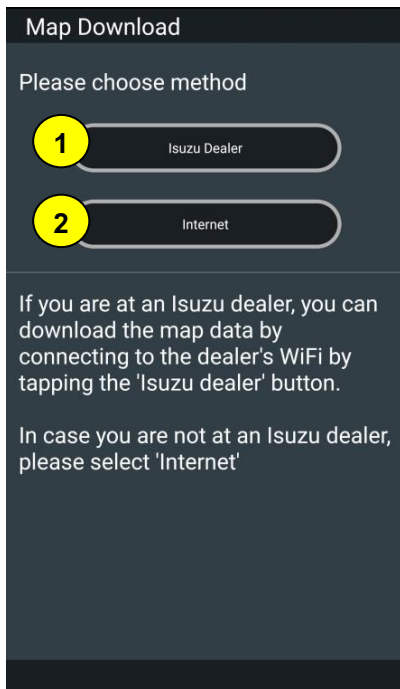 Map Download
Please choose method
1
Isuzu Dealer
2
Internet
If you are at an Isuzu dealer, you can
download the map data by
connecting to the dealer's WiFi by
tapping the 'Isuzu dealer' button.
In case you are not at an Isuzu dealer,
please select 'Internet'